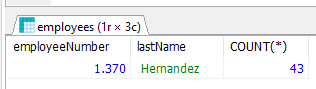 employees (1r × 3c)
employeeNumber lastName COUNT(*)
1.370 Hernandez 43